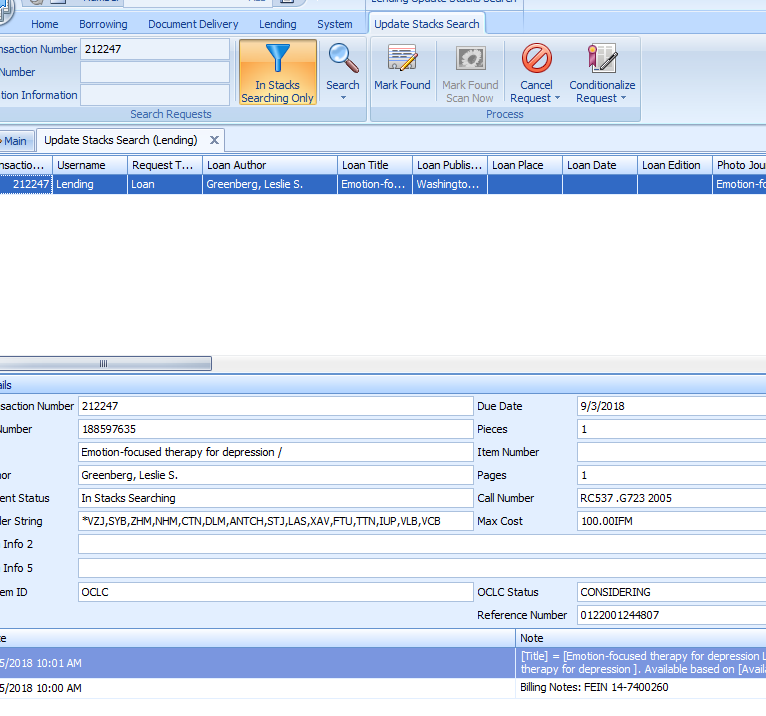 Lending Update Stacks Search
Home Borrowing Document Delivery Lending System Update Stacks Search
nsaction Number 212247
Number
tion Information
In Stacks Searching Only
Search
Mark Found
Mark Found Scan Now
Cancel Request
Conditionalize Request
Search Requests
Process
Main Update Stacks Search (Lending) X
nsactio... Username Request T... Loan Author Loan Title Loan Publis... Loan Place Loan Date Loan Edition Photo Jou
212247 Lending Loan Greenberg, Leslie S. Emotion-fo... Washingto... Emotion-fo
ails
saction Number 212247 Due Date 9/3/2018
Number 188597635 Pieces 1
Emotion-focused therapy for depression / Item Number
or Greenberg, Leslie S. Pages 1
ent Status In Stacks Searching Call Number RC537 .G723 2005
er String *VZJ,SYB,ZHM,NHM,CTN,DLM,ANTCH,STJ,LAS,XAV,FTU,TTN,IUP,VLB,VCB Max Cost 100.00IFM
Info 2
Info 5
em ID OCLC OCLC Status CONSIDERING
Reference Number 0122001244807
te Note
5/2018 10:01 AM [Title] = [Emotion-focused therapy for depression L
therapy for depression ]. Available based on [Avail
5/2018 10:00 AM Billing Notes: FEIN 14-7400260